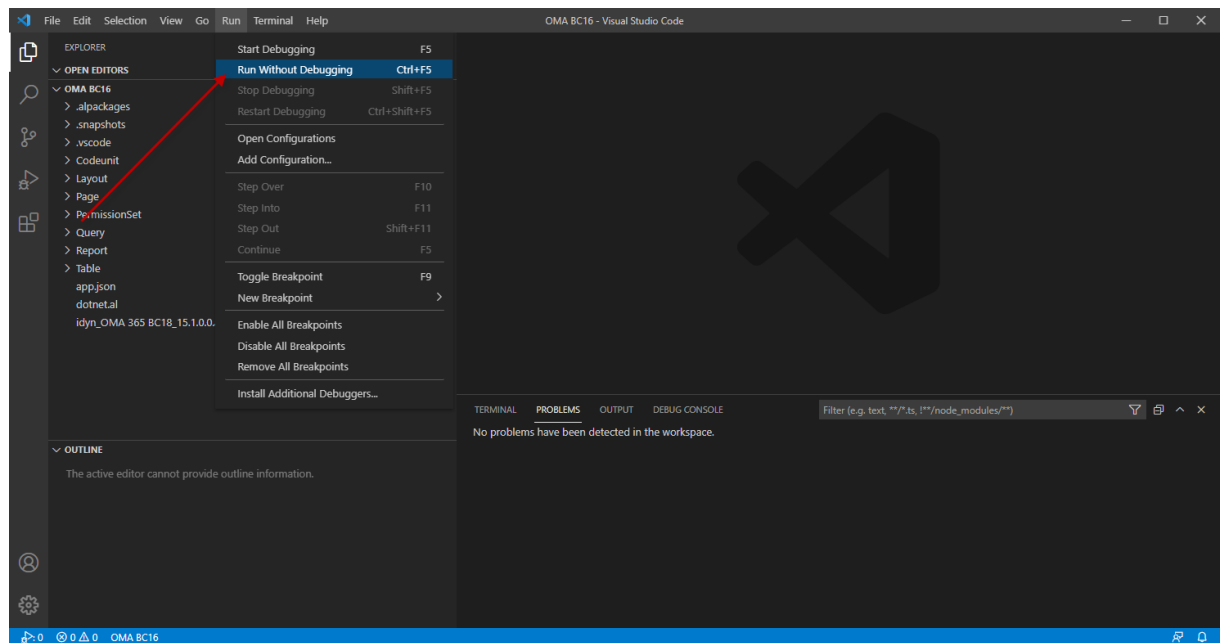 File Edit Selection View Go Run Terminal Help OMA BC16 - Visual Studio Code
EXPLORER
OPEN EDITORS
OMA BC16
.alpackages
.snapshots
.vscode
Codeunit
Layout
Page
PermissionSet
Query
Report
Table
app.json
dotnet.al
idyn_OMA 365 BC18_15.1.0.0.
OUTLINE
The active editor cannot provide outline information.
Start Debugging F5
Run Without Debugging Ctrl+F5
Stop Debugging Shift+F5
Restart Debugging Ctrl+Shift+F5
Open Configurations
Add Configuration...
Step Over F10
Step Into F11
Step Out Shift+F11
Continue F5
Toggle Breakpoint F9
New Breakpoint
Enable All Breakpoints
Disable All Breakpoints
Remove All Breakpoints
Install Additional Debuggers...
TERMINAL PROBLEMS OUTPUT DEBUG CONSOLE Filter (e.g. text, **/*.ts, !**/node_modules/**)
No problems have been detected in the workspace.
0 0 0 OMA BC16